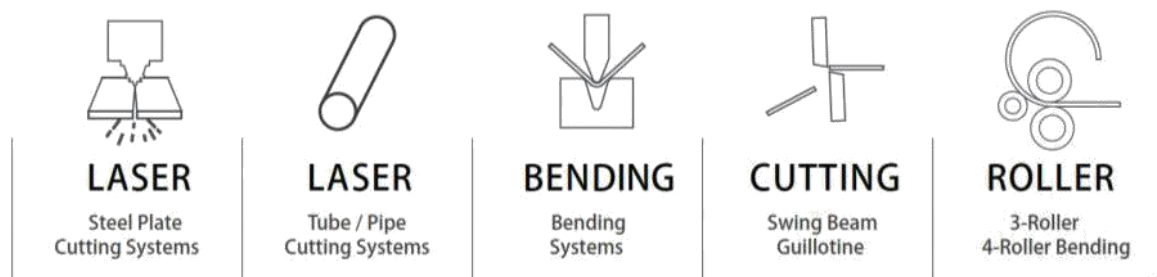 LASER
Steel Plate
Cutting Systems
LASER
Tube / Pipe
Cutting Systems
BENDING
Bending
Systems
CUTTING
Swing Beam
Guillotine
ROLLER
3-Roller
4-Roller Bending